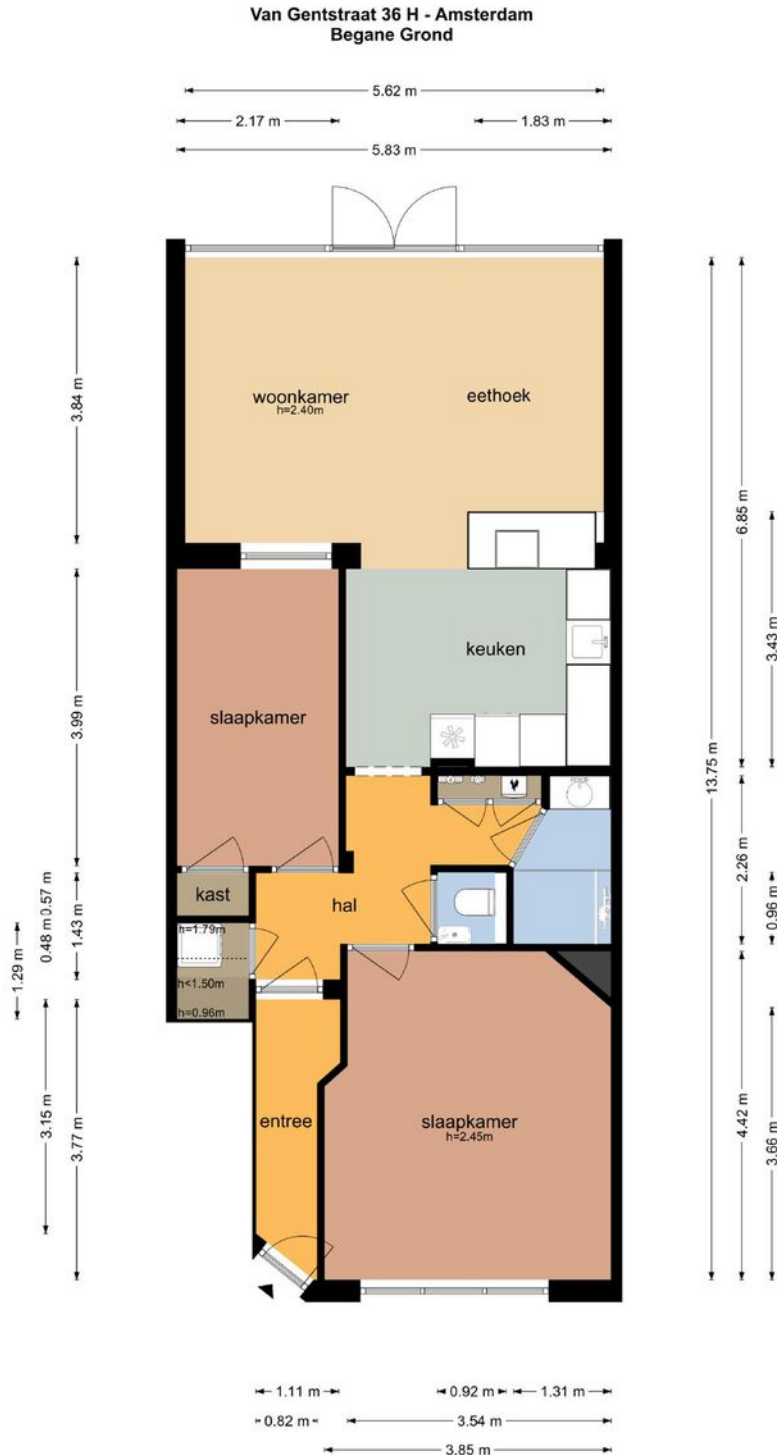 Van Gentstraat 36 H - Amsterdam
Begane Grond
5.62 m
2.17 m
1.83 m
5.83 m
3.84 m
woonkamer
h=2.40m
eethoek
6.85 m
3.43 m
keuken
3.99 m
slaapkamer
13.75 m
2.26 m
0.96 m
kast
hal
0.57 m
0.48 m
1.43 m
1.29 m
h=1.79m
h<1.50m
h=0.96m
3.15 m
3.77 m
entree
slaapkamer
h=2.45m
4.42 m
3.66 m
1.11 m
0.92 m
1.31 m
0.82 m
3.54 m
3.85 m